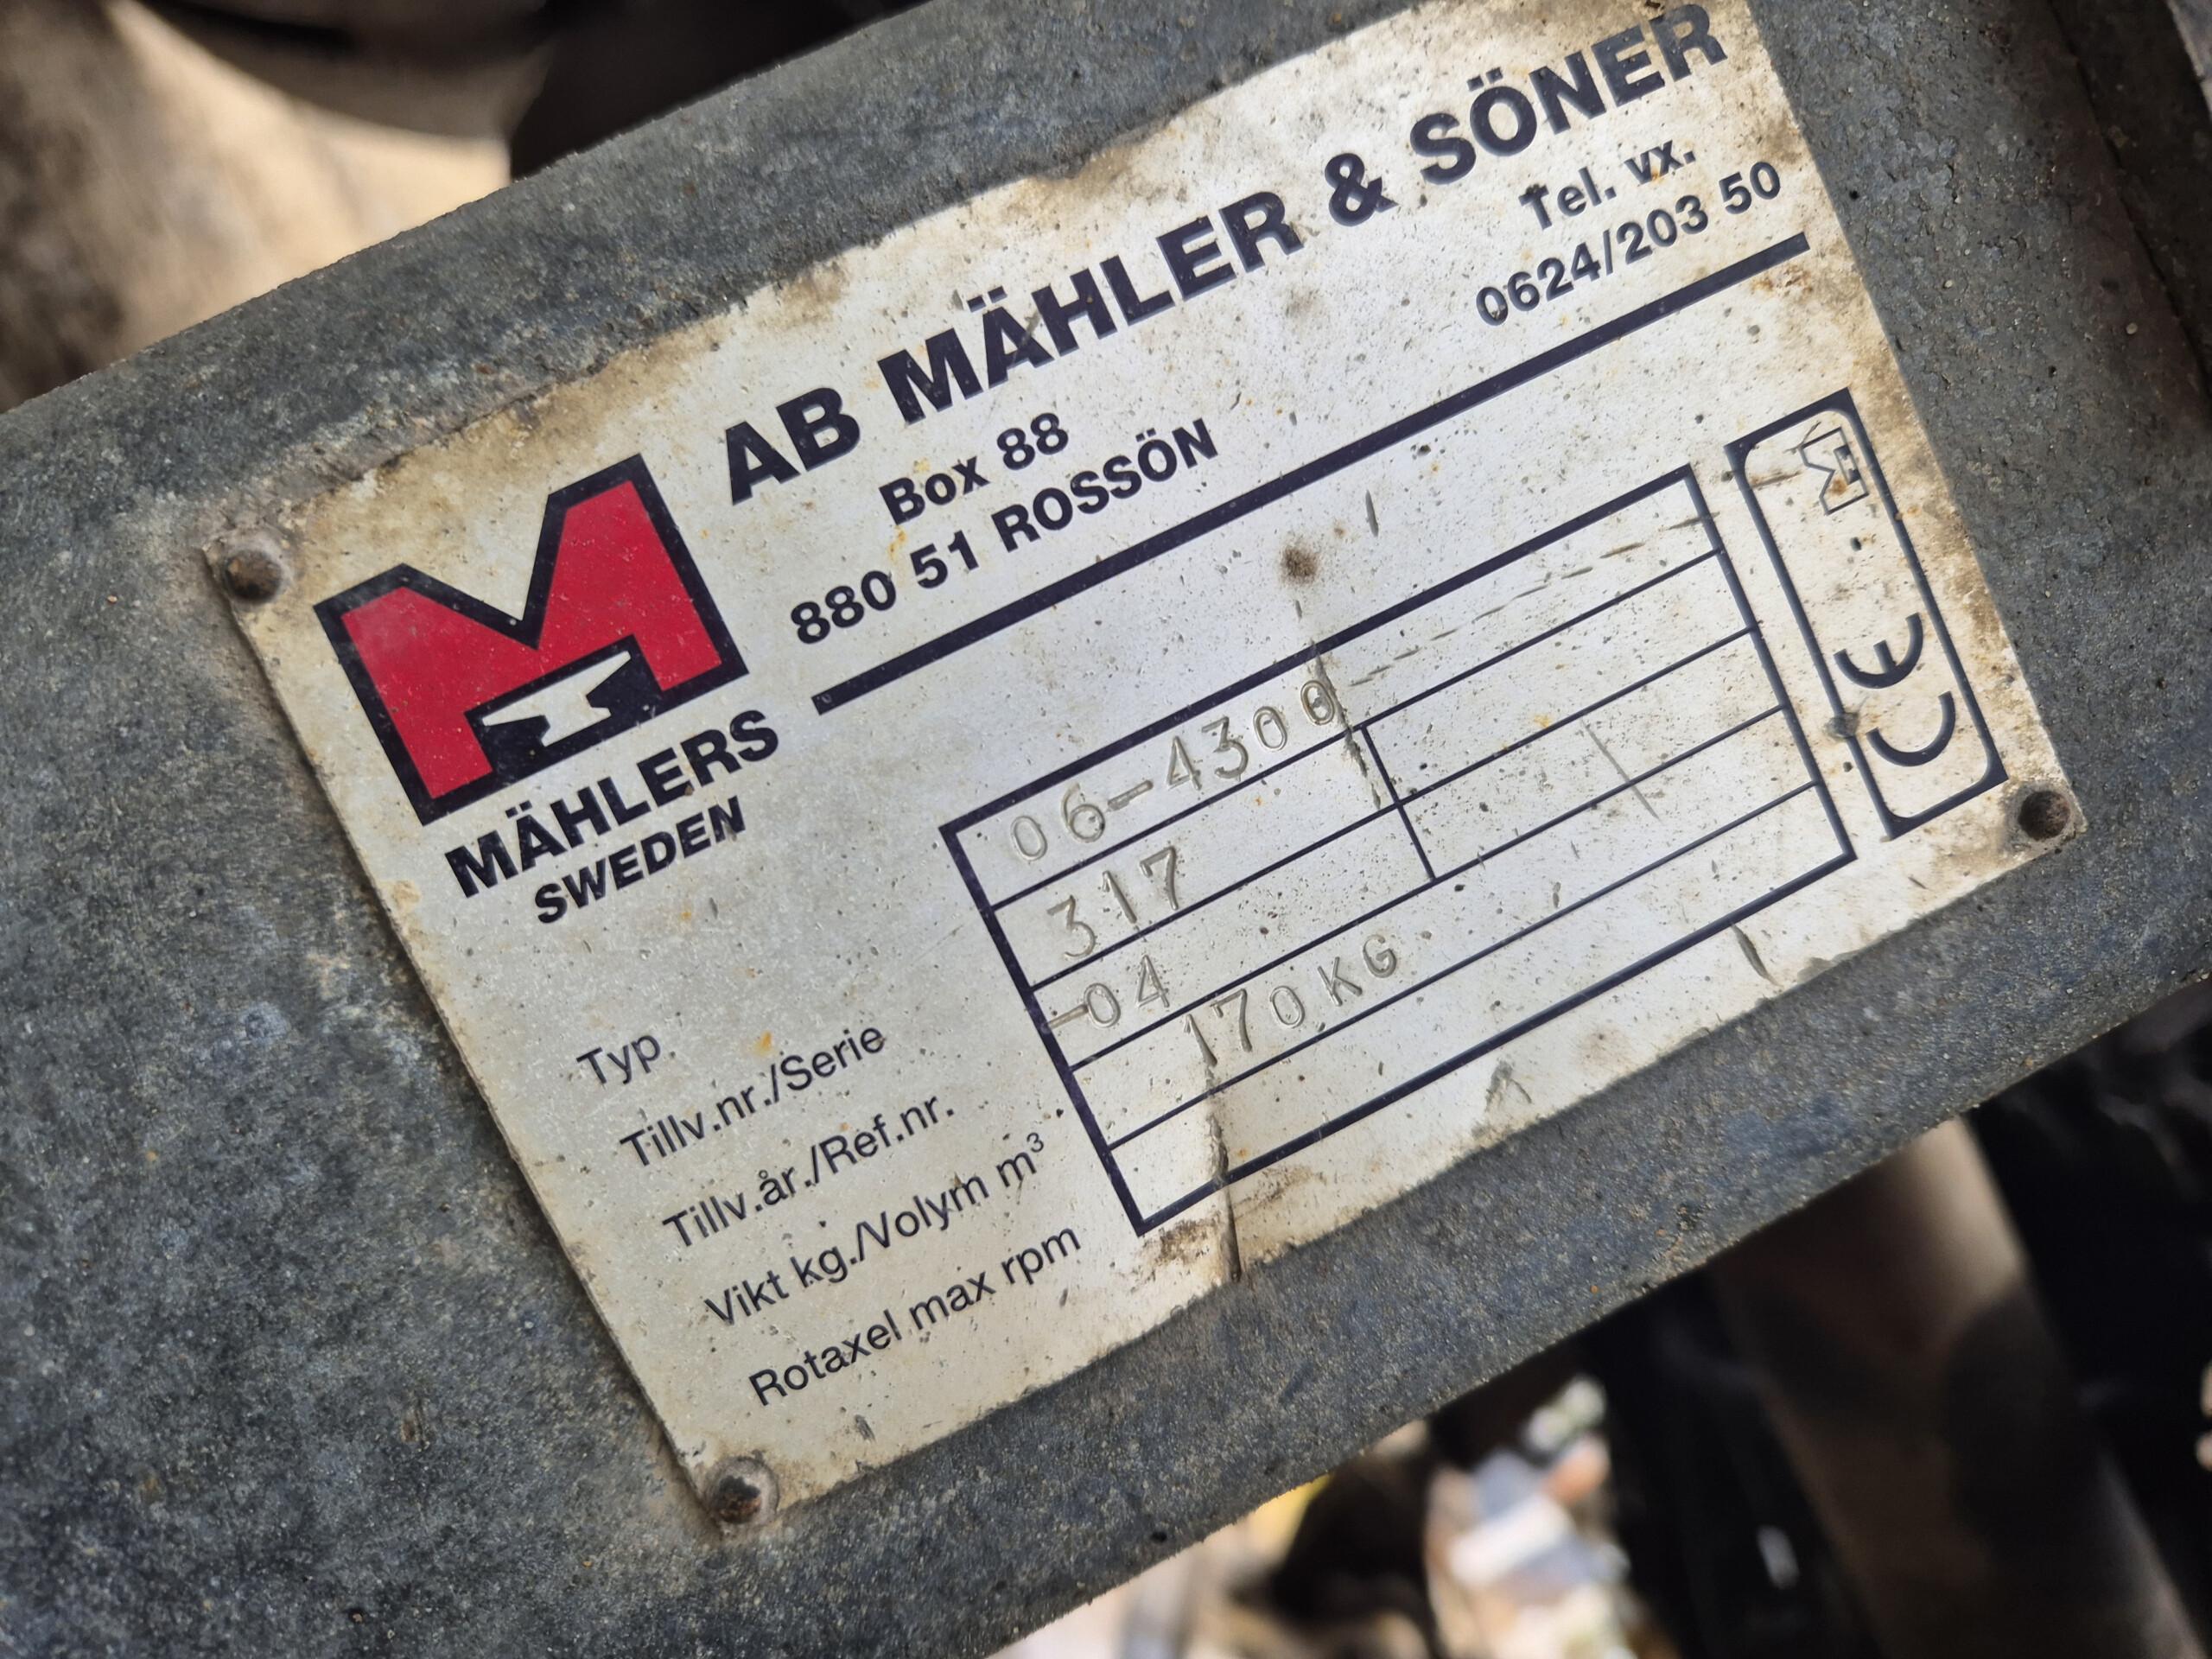 AB MÄHLER & SÖNER
Box 88
880 51 ROSSÖN
Tel. vx.
0624/203 50
MÄHLERS
SWEDEN
Typ 06-4300
Tillv.nr./Serie 317
Tillv.år./Ref.nr. -04
Vikt kg./Volym m³ 170KG
Rotaxel max rpm
M
CE